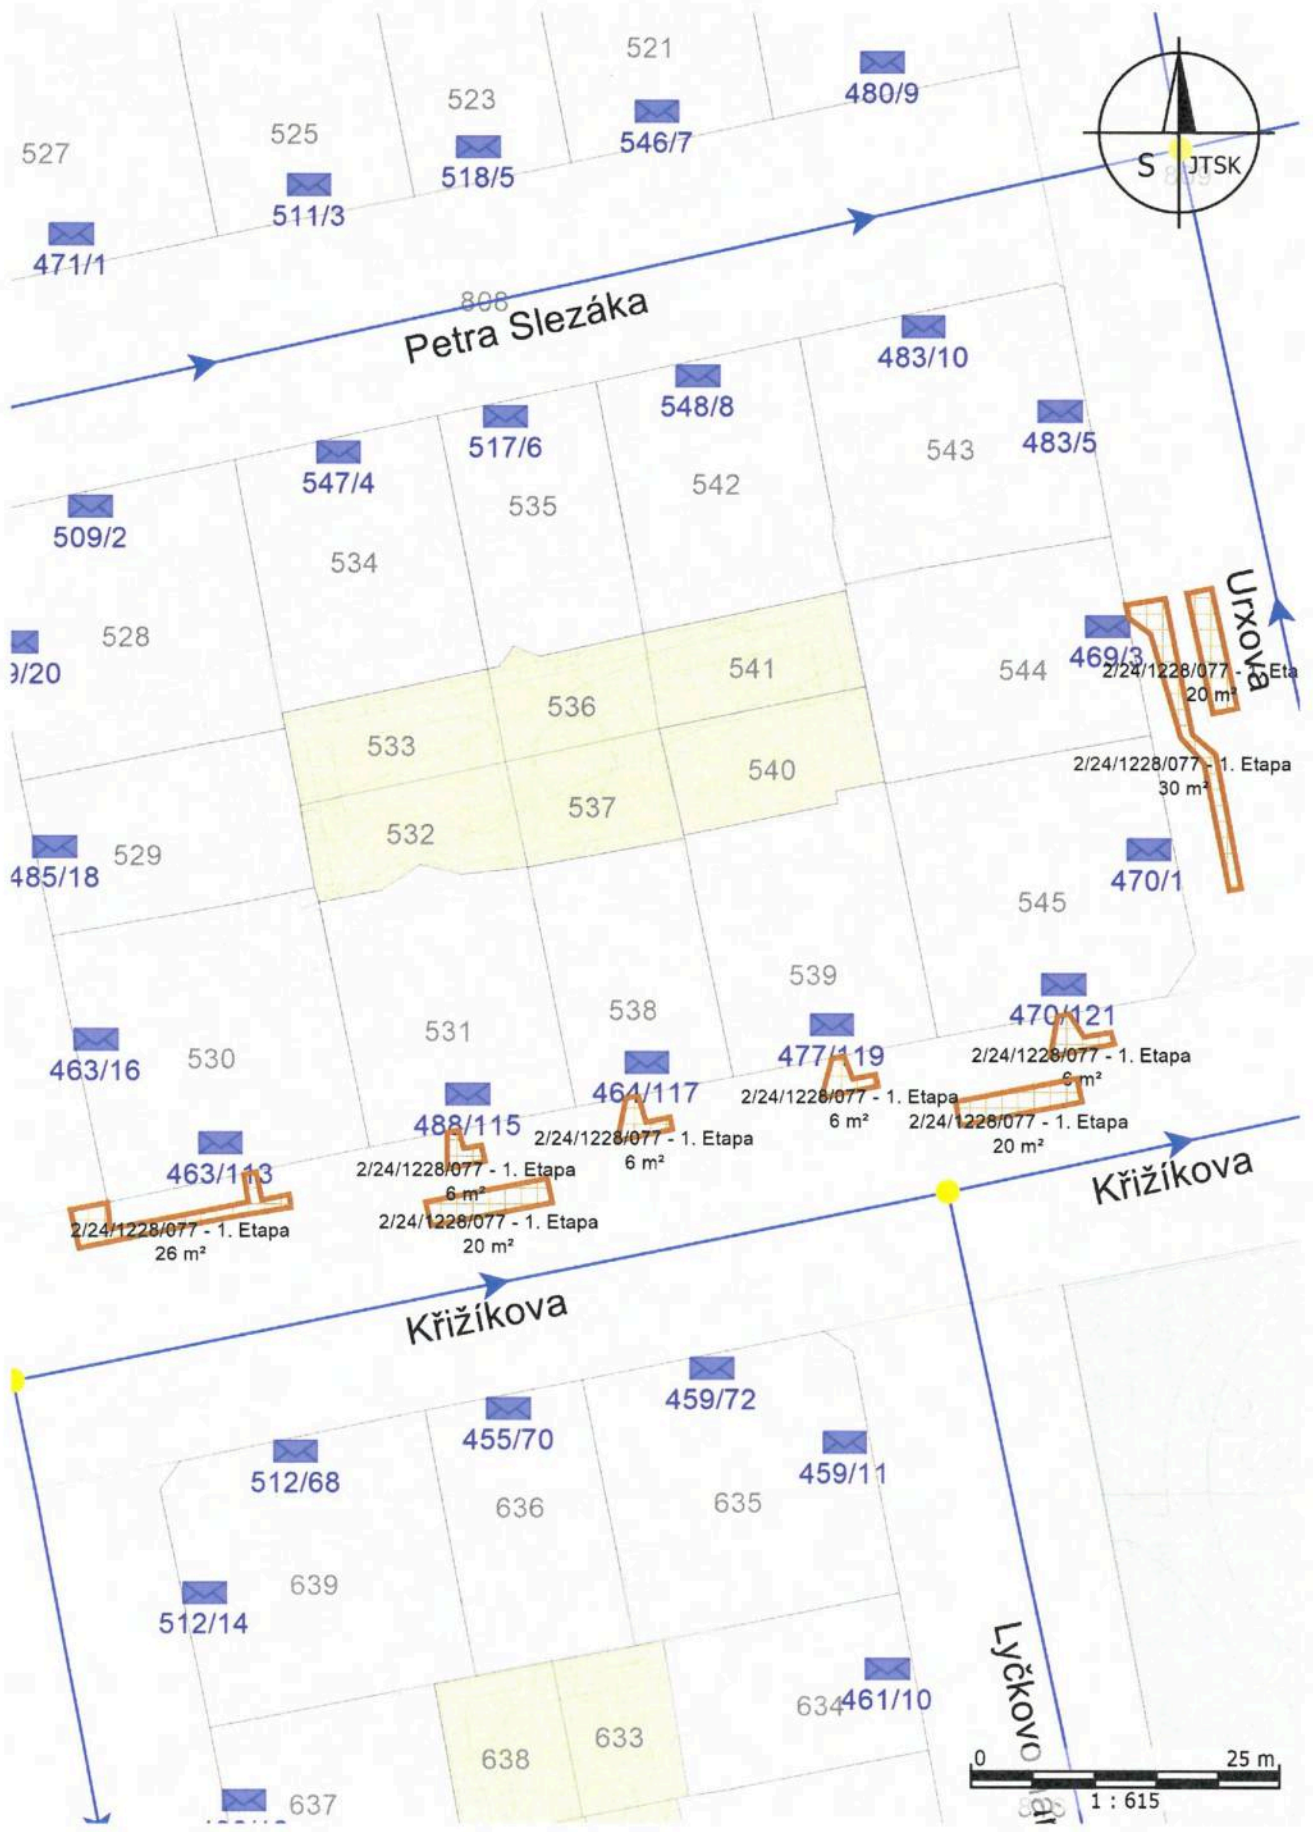 521
480/9
523
546/7
525
518/5
527
511/3
S JTSK
809
471/1
808
Petra Slezáka
483/10
548/8
483/5
517/6
543
547/4
542
535
509/2
534
Urxova
528
469/3
544
541
9/20
2/24/1228/077 - 1. Eta
20 m²
536
533
540
2/24/1228/077 - 1. Etapa
30 m²
537
532
529
485/18
470/1
545
539
538
470/121
531
530
477/119
2/24/1228/077 - 1. Etapa
6 m²
463/16
464/117
2/24/1228/077 - 1. Etapa
6 m²
488/115
2/24/1228/077 - 1. Etapa
20 m²
2/24/1228/077 - 1. Etapa
6 m²
463/113
2/24/1228/077 - 1. Etapa
6 m²
Křižíkova
2/24/1228/077 - 1. Etapa
20 m²
2/24/1228/077 - 1. Etapa
26 m²
Křižíkova
459/72
455/70
459/11
512/68
635
636
639
512/14
Lyčkovo
634
461/10
633
638
637
0 25 m
1 : 615